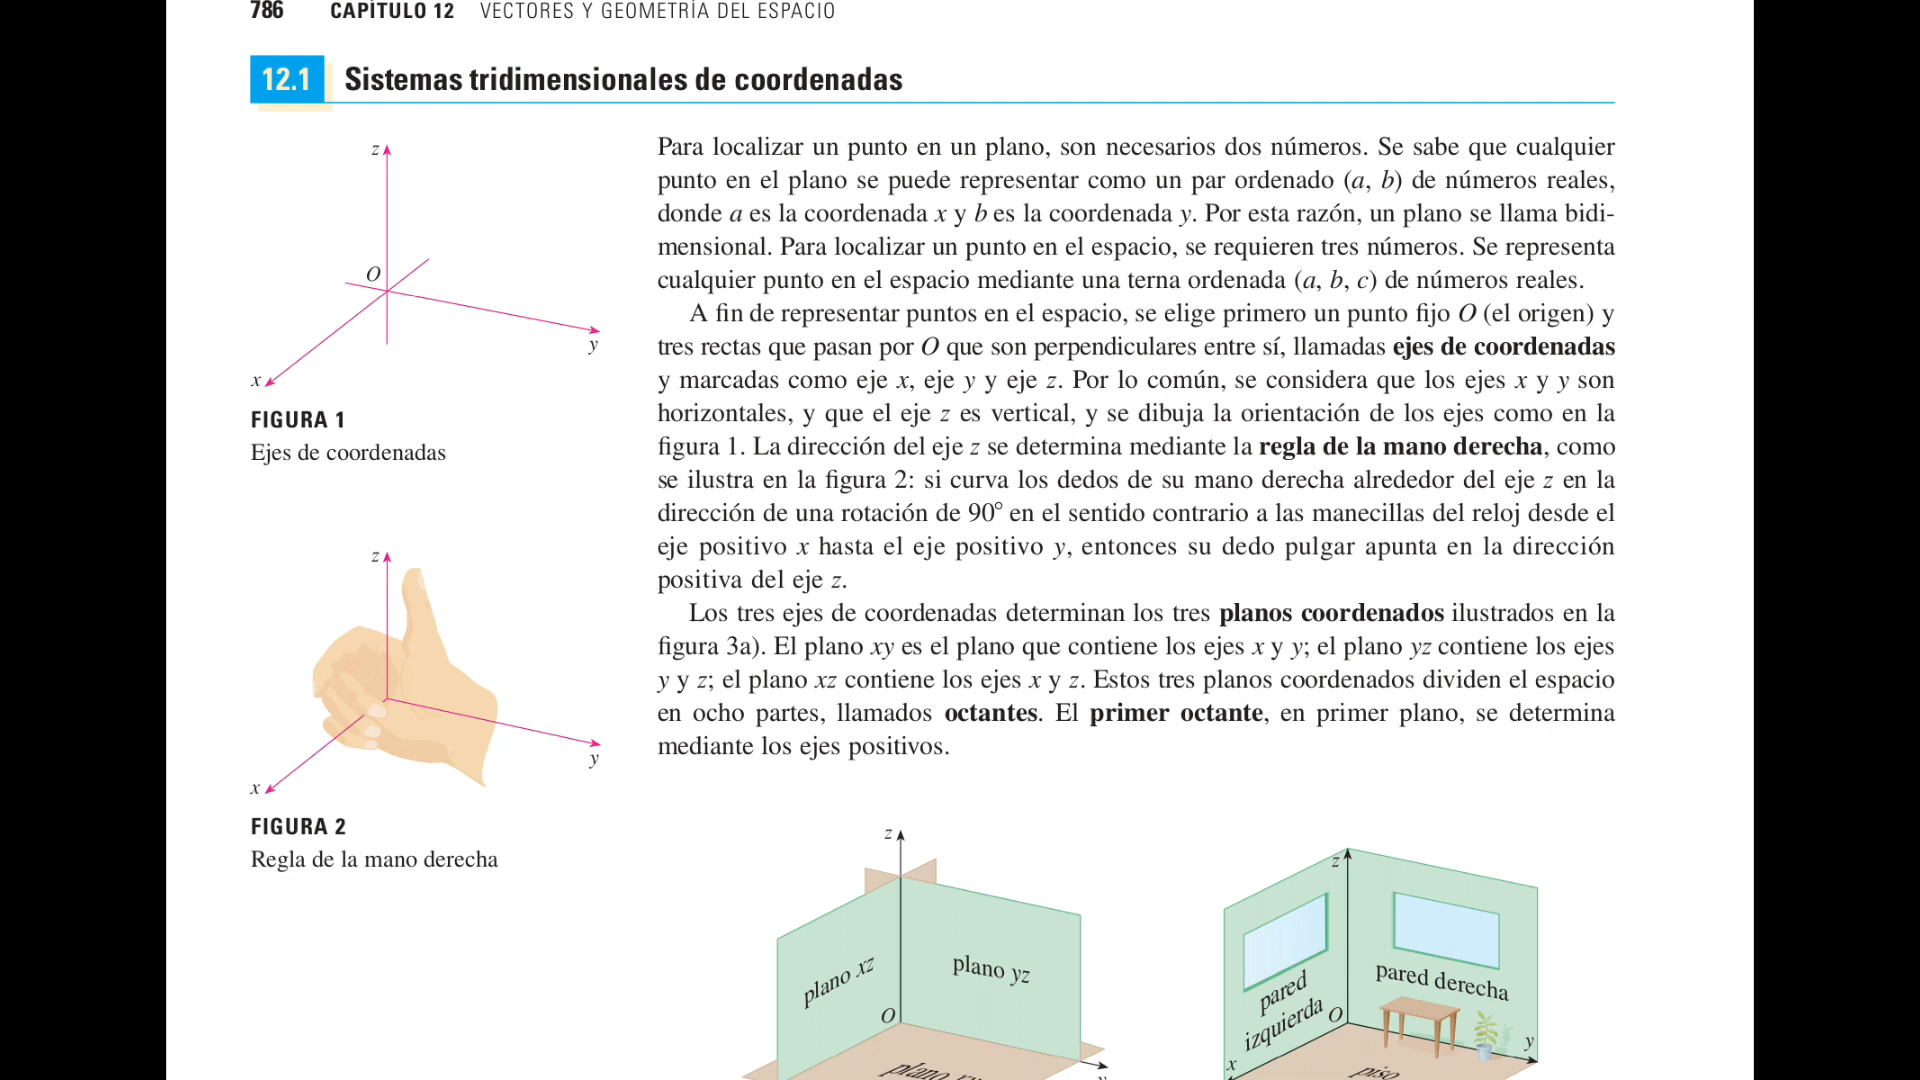 786 CAPÍTULO 12 VECTORES Y GEOMETRÍA DEL ESPACIO
12.1 Sistemas tridimensionales de coordenadas
z
O
y
x
FIGURA 1
Ejes de coordenadas
z
y
x
FIGURA 2
Regla de la mano derecha
Para localizar un punto en un plano, son necesarios dos números. Se sabe que cualquier
punto en el plano se puede representar como un par ordenado (a, b) de números reales,
donde a es la coordenada x y b es la coordenada y. Por esta razón, un plano se llama bidi-
mensional. Para localizar un punto en el espacio, se requieren tres números. Se representa
cualquier punto en el espacio mediante una terna ordenada (a, b, c) de números reales.
A fin de representar puntos en el espacio, se elige primero un punto fijo O (el origen) y
tres rectas que pasan por O que son perpendiculares entre sí, llamadas ejes de coordenadas
y marcadas como eje x, eje y y eje z. Por lo común, se considera que los ejes x y y son
horizontales, y que el eje z es vertical, y se dibuja la orientación de los ejes como en la
figura 1. La dirección del eje z se determina mediante la regla de la mano derecha, como
se ilustra en la figura 2: si curva los dedos de su mano derecha alrededor del eje z en la
dirección de una rotación de 90° en el sentido contrario a las manecillas del reloj desde el
eje positivo x hasta el eje positivo y, entonces su dedo pulgar apunta en la dirección
positiva del eje z.
Los tres ejes de coordenadas determinan los tres planos coordenados ilustrados en la
figura 3a). El plano xy es el plano que contiene los ejes x y y; el plano yz contiene los ejes
y y z; el plano xz contiene los ejes x y z. Estos tres planos coordenados dividen el espacio
en ocho partes, llamados octantes. El primer octante, en primer plano, se determina
mediante los ejes positivos.
z
plano xz
plano yz
O
plano xy
z
pared
izquierda
pared derecha
O
y
x
piso